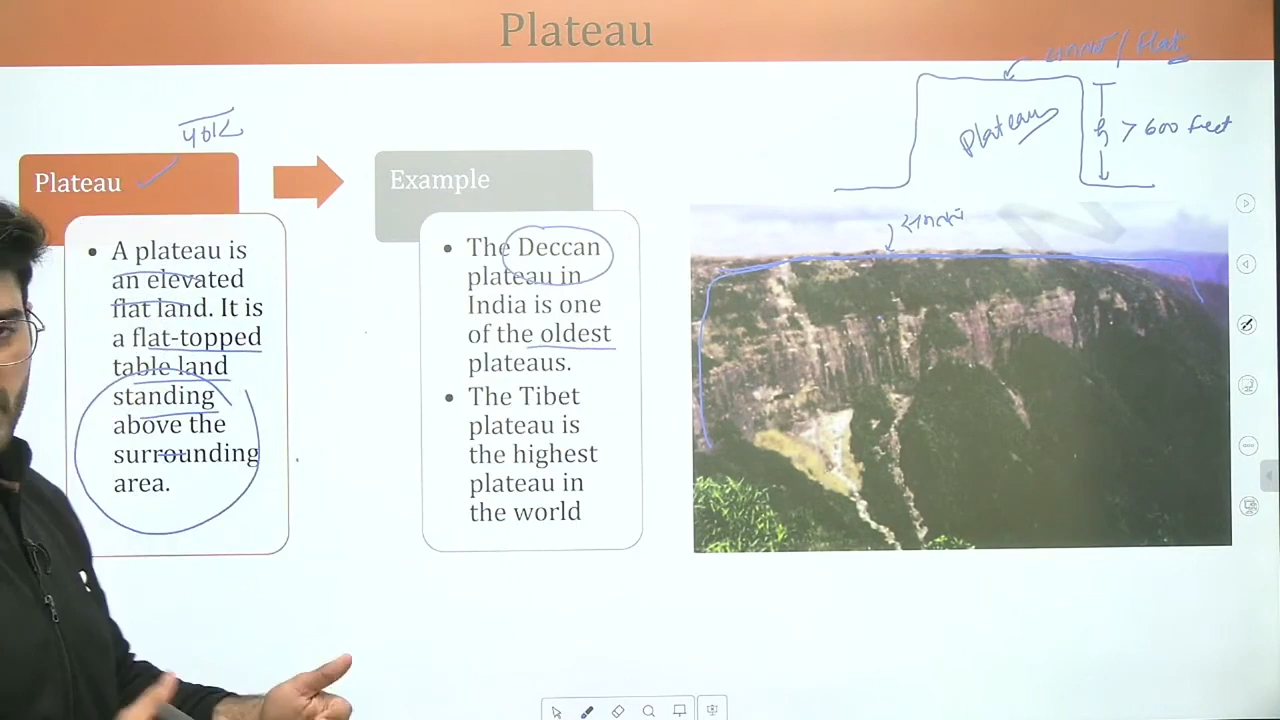 Plateau
समतल / flat
पठार
Plateau
h > 600 feet
Plateau
Example
समतल
• A plateau is
an elevated
flat land. It is
a flat-topped
table land
standing
above the
surrounding
area.
• The Deccan
plateau in
India is one
of the oldest
plateaus.
• The Tibet
plateau is
the highest
plateau in
the world